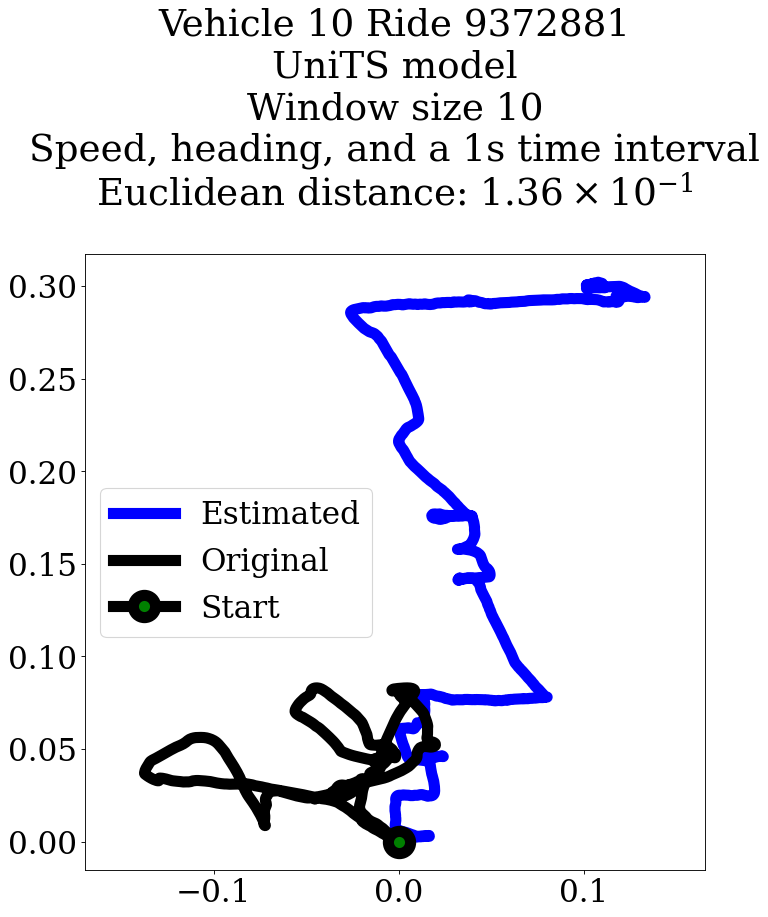 Vehicle 10 Ride 9372881
UniTS model
Window size 10
Speed, heading, and a 1s time interval
Euclidean distance: 1.36 × 10⁻¹
0.30
0.25
0.20
0.15
0.10
0.05
0.00
Estimated
Original
Start
−0.1
0.0
0.1